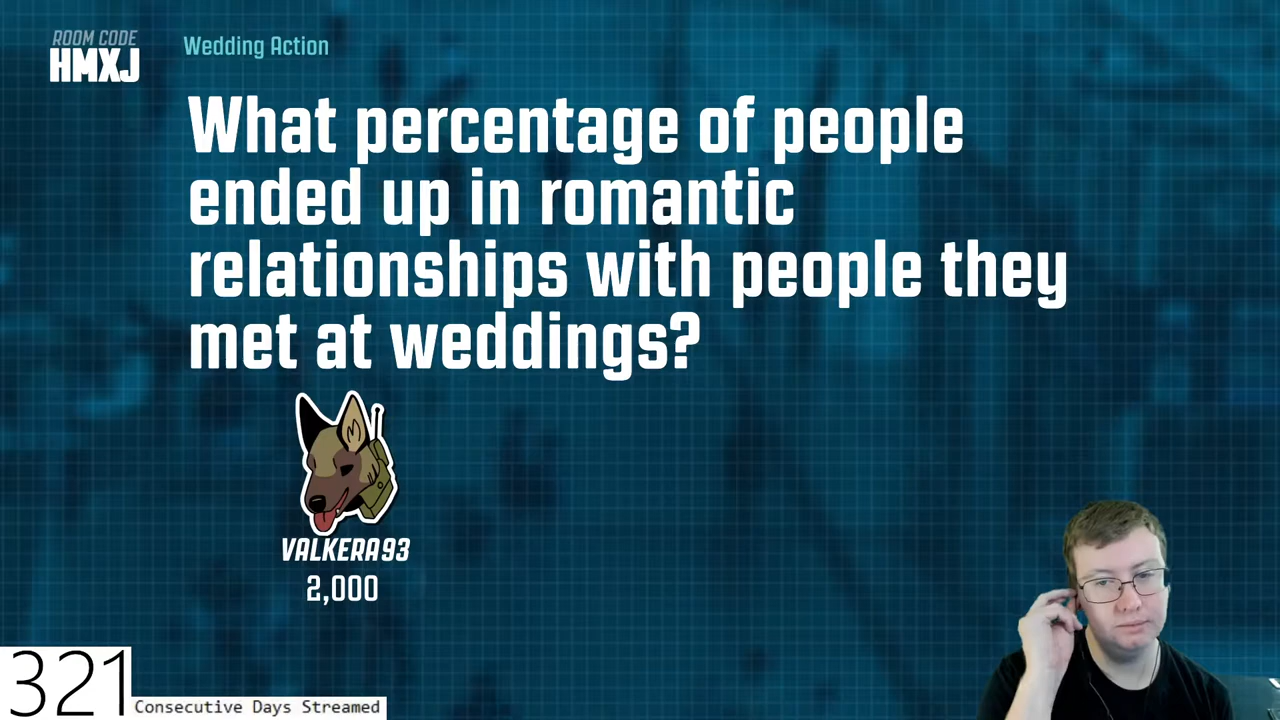 ROOM CODE
HMXJ
Wedding Action
What percentage of people
ended up in romantic
relationships with people they
met at weddings?
VALKERA93
2,000
321
Consecutive Days Streamed